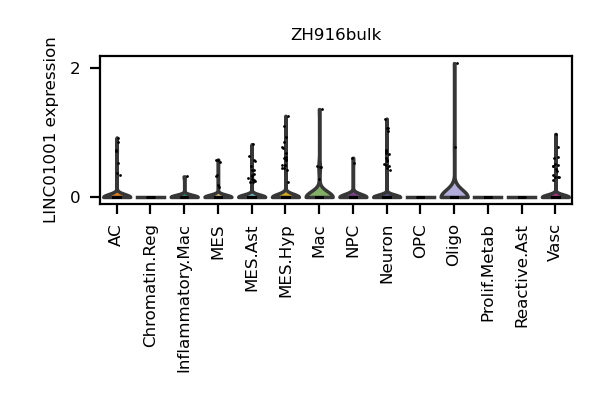 ZH916bulk
LINC01001 expression
2
0
AC
Chromatin.Reg
Inflammatory.Mac
MES
MES.Ast
MES.Hyp
Mac
NPC
Neuron
OPC
Oligo
Prolif.Metab
Reactive.Ast
Vasc